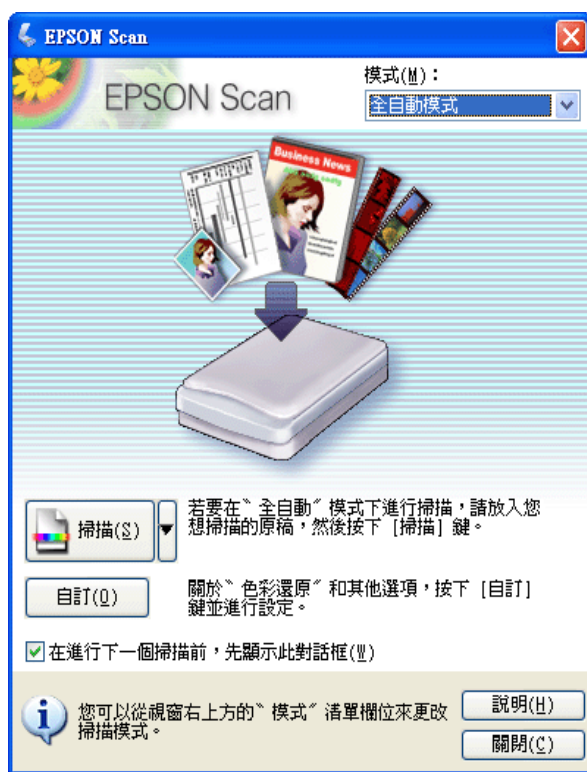 EPSON Scan
模式(M)：
EPSON Scan
全自動模式
Business News
掃描(S)
若要在〝全自動〞模式下進行掃描，請放入您
想掃描的原稿，然後按下 [掃描] 鍵。
自訂(O)
關於〝色彩還原〞和其他選項，按下 [自訂]
鍵並進行設定。
在進行下一個掃描前，先顯示此對話框(W)
您可以從視窗右上方的〝模式〞清單欄位來更改
掃描模式。
說明(H)
關閉(C)